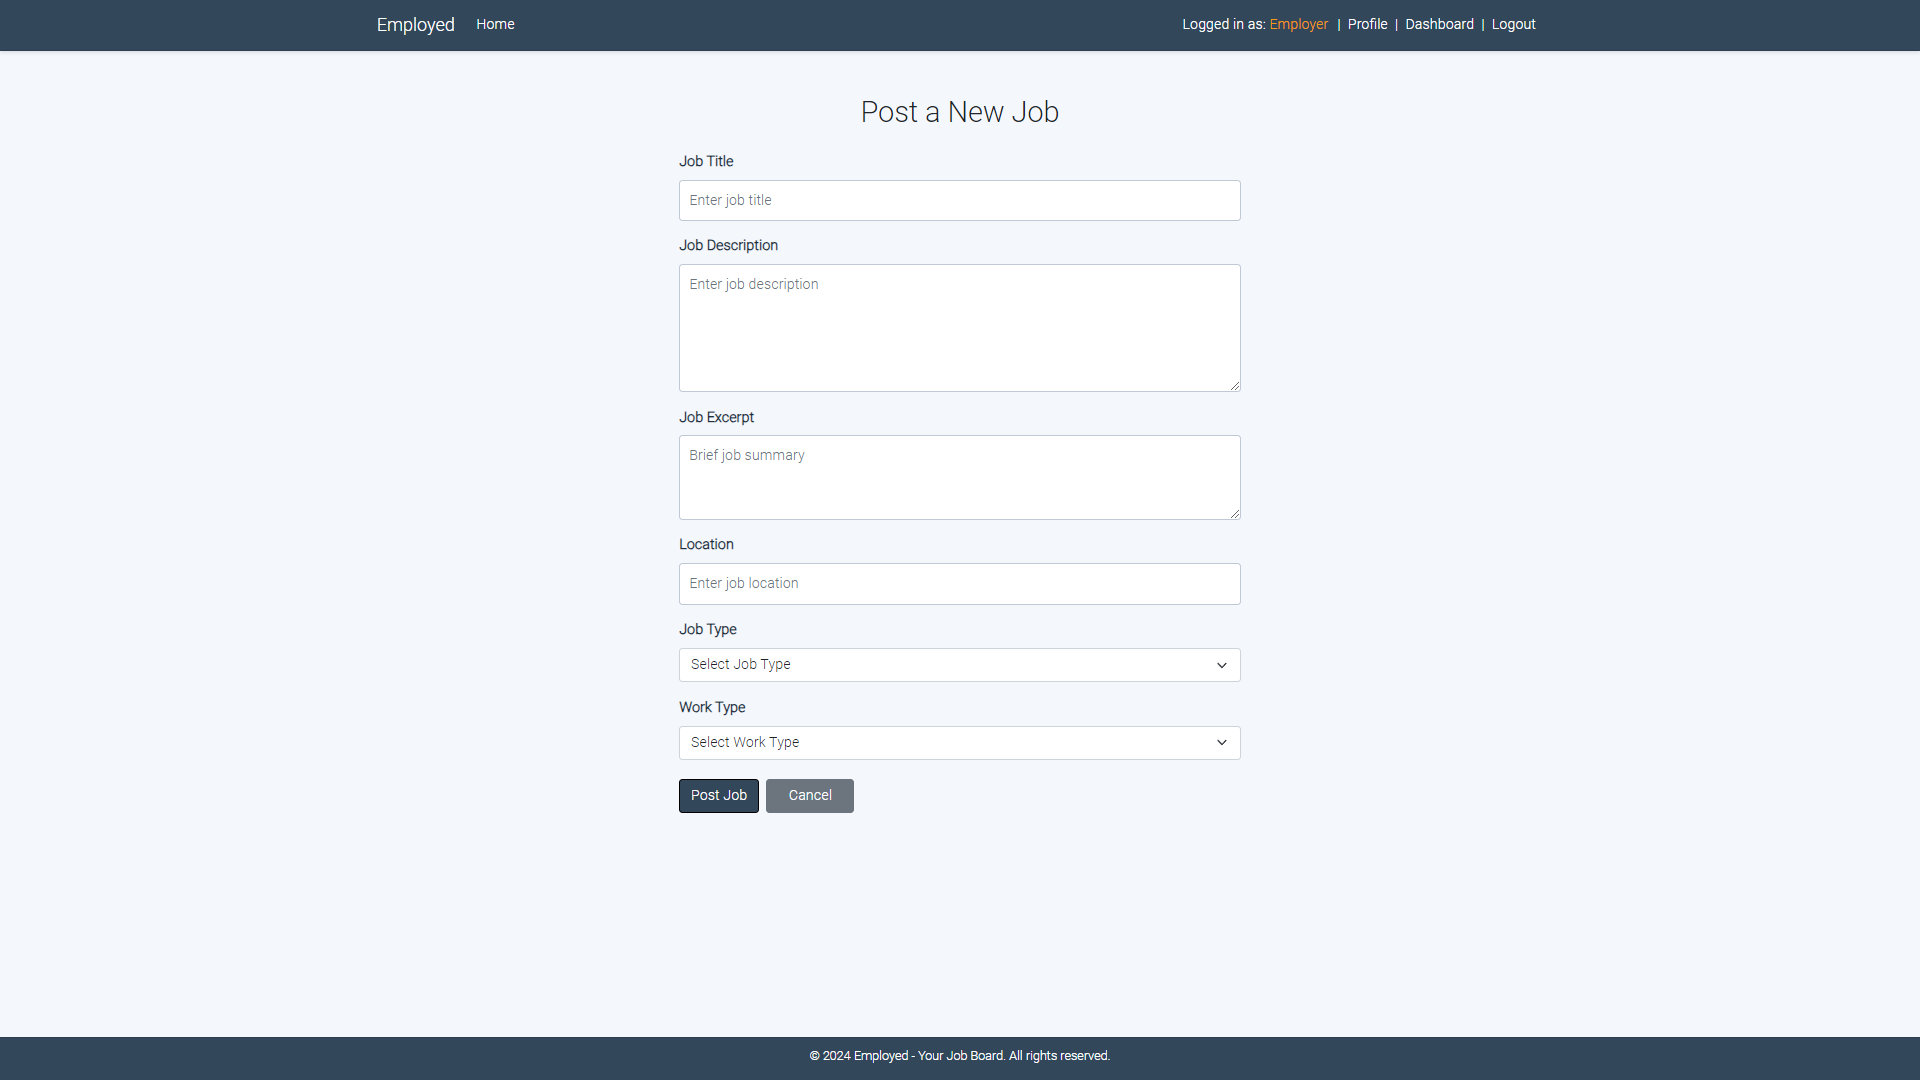 Employed Home Logged in as: Employer | Profile | Dashboard | Logout
Post a New Job
Job Title
Enter job title
Job Description
Enter job description
Job Excerpt
Brief job summary
Location
Enter job location
Job Type
Select Job Type
Work Type
Select Work Type
Post Job Cancel
© 2024 Employed - Your Job Board. All rights reserved.